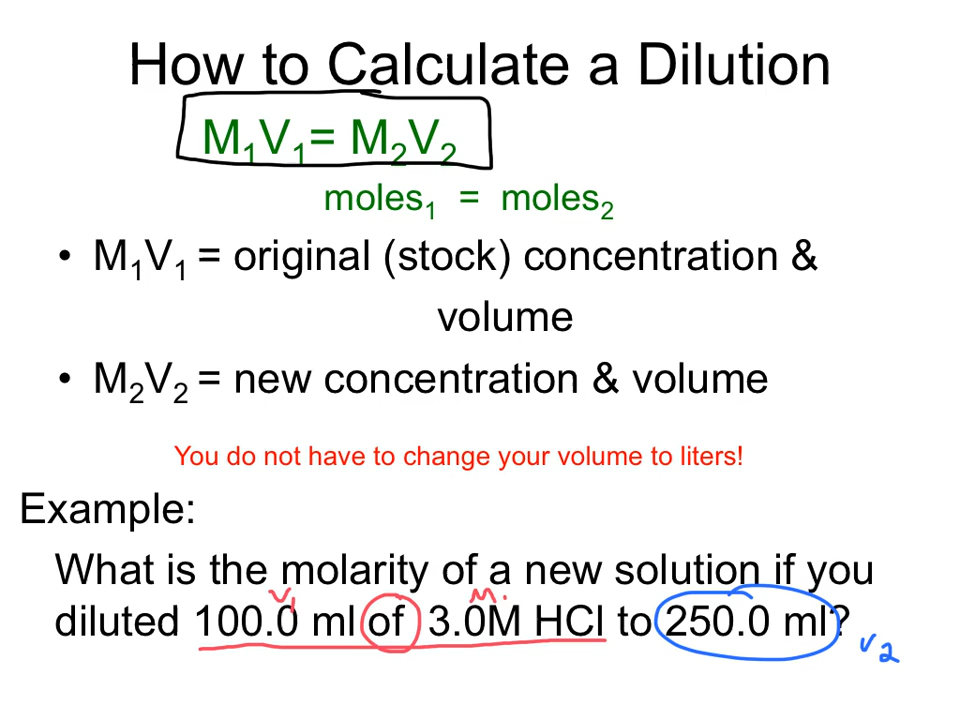 How to Calculate a Dilution
M₁V₁= M₂V₂
moles₁ = moles₂
• M₁V₁ = original (stock) concentration &
volume
• M₂V₂ = new concentration & volume
You do not have to change your volume to liters!
Example:
What is the molarity of a new solution if you
V₁ M₁
diluted 100.0 ml of 3.0M HCl to 250.0 ml?
V₂